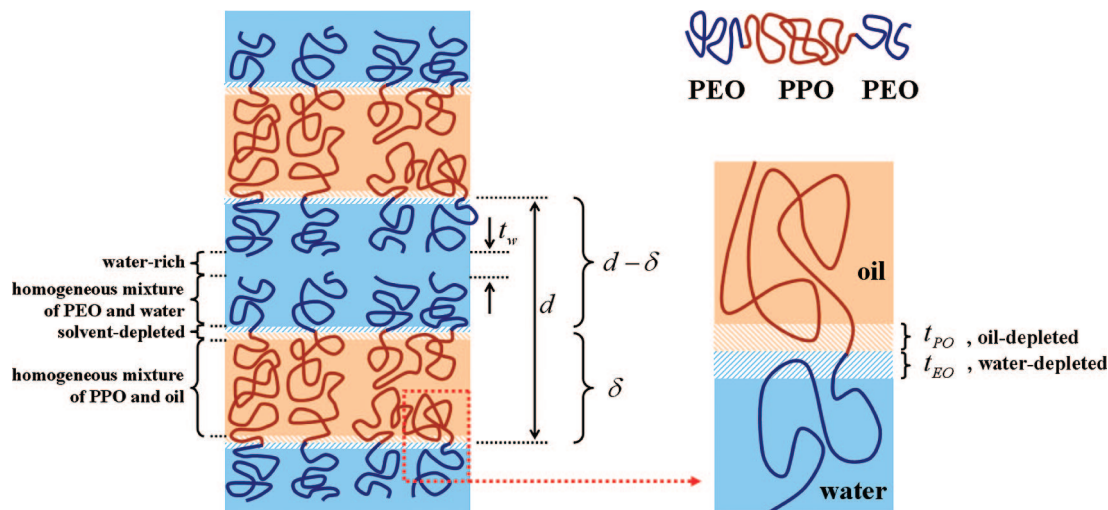 PEO PPO PEO
t_w
water-rich
homogeneous mixture
of PEO and water
solvent-depleted
homogeneous mixture
of PPO and oil
d
d − δ
δ
oil
t_PO , oil-depleted
t_EO , water-depleted
water